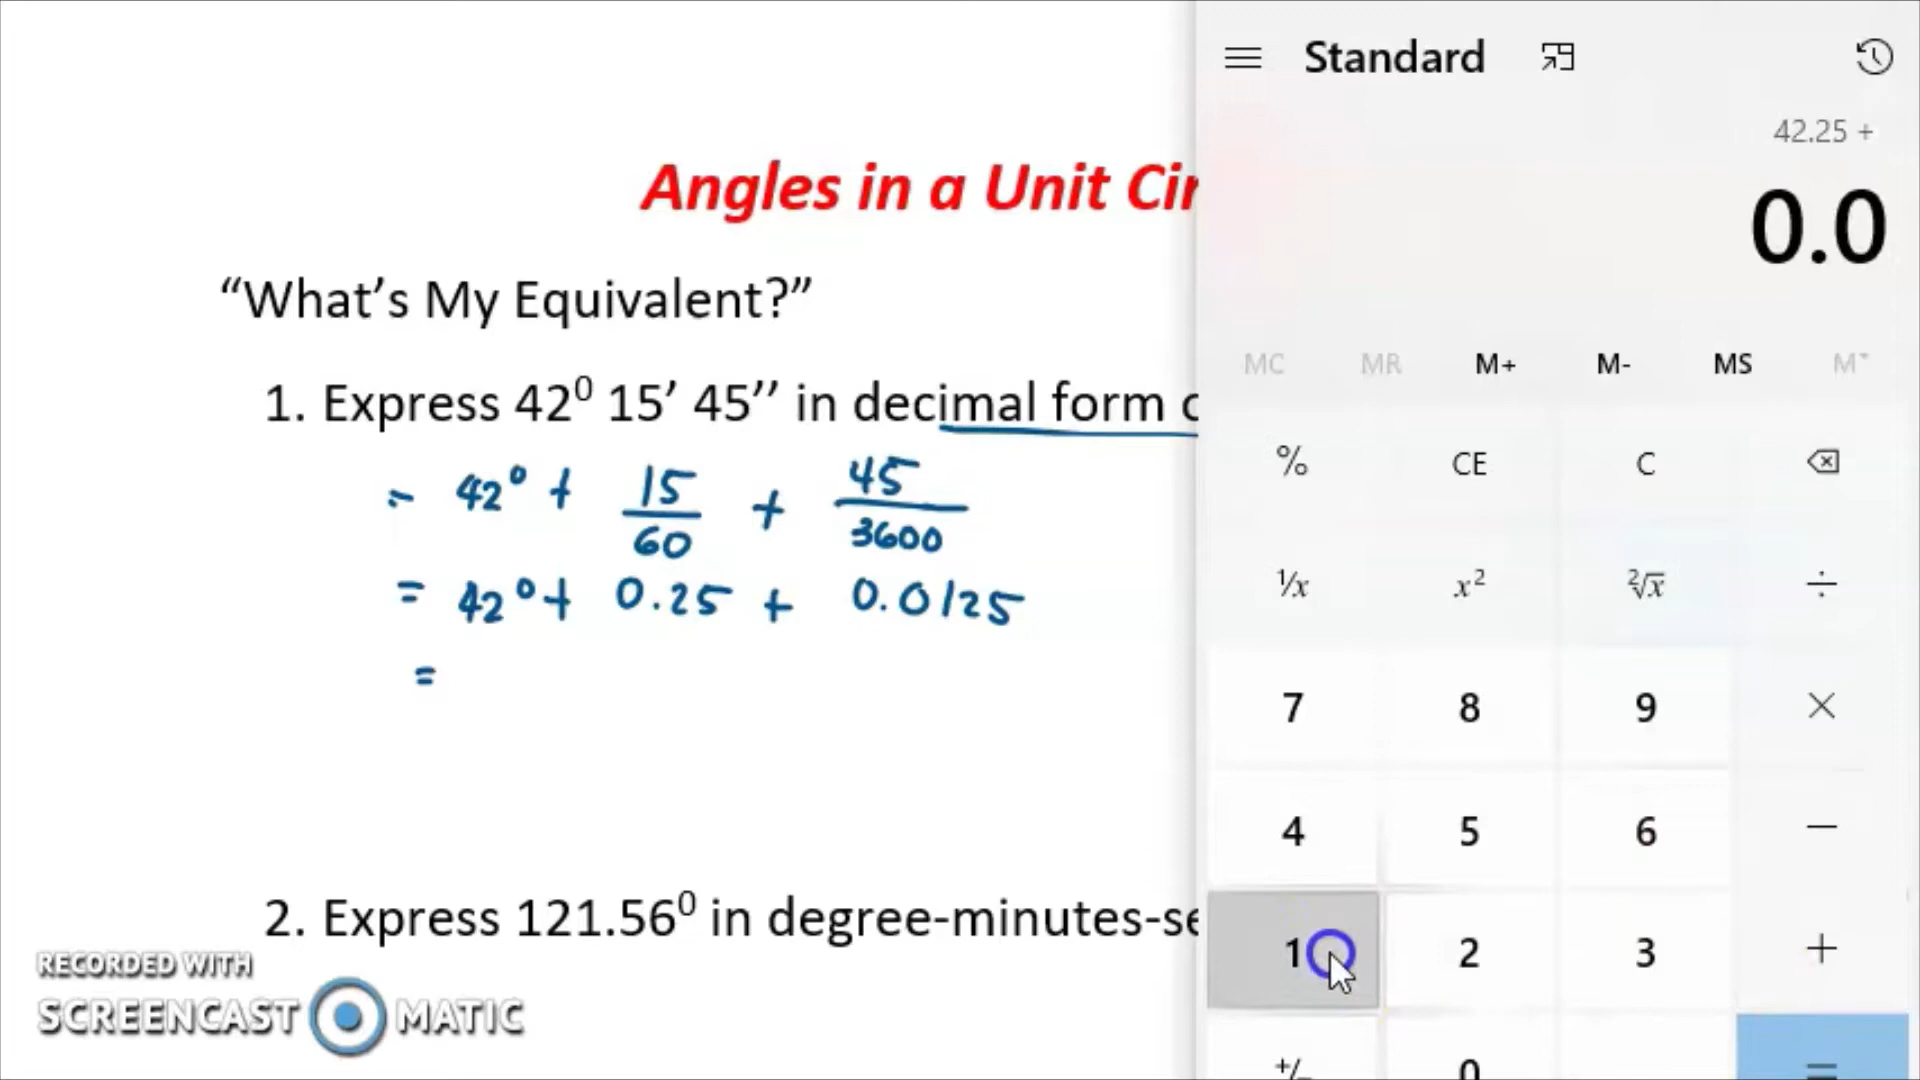 Standard
42.25 +
0.0
Angles in a Unit Cir
“What’s My Equivalent?”
MC MR M+ M- MS M˅
1. Express 42⁰ 15’ 45’’ in decimal form
= 42° + 15/60 + 45/3600
= 42° + 0.25 + 0.0125
=
% CE C
¹/x x² ²√x ÷
7 8 9 ×
4 5 6 −
1 2 3 +
+/− 0 =
2. Express 121.56⁰ in degree-minutes-se
RECORDED WITH
SCREENCAST MATIC